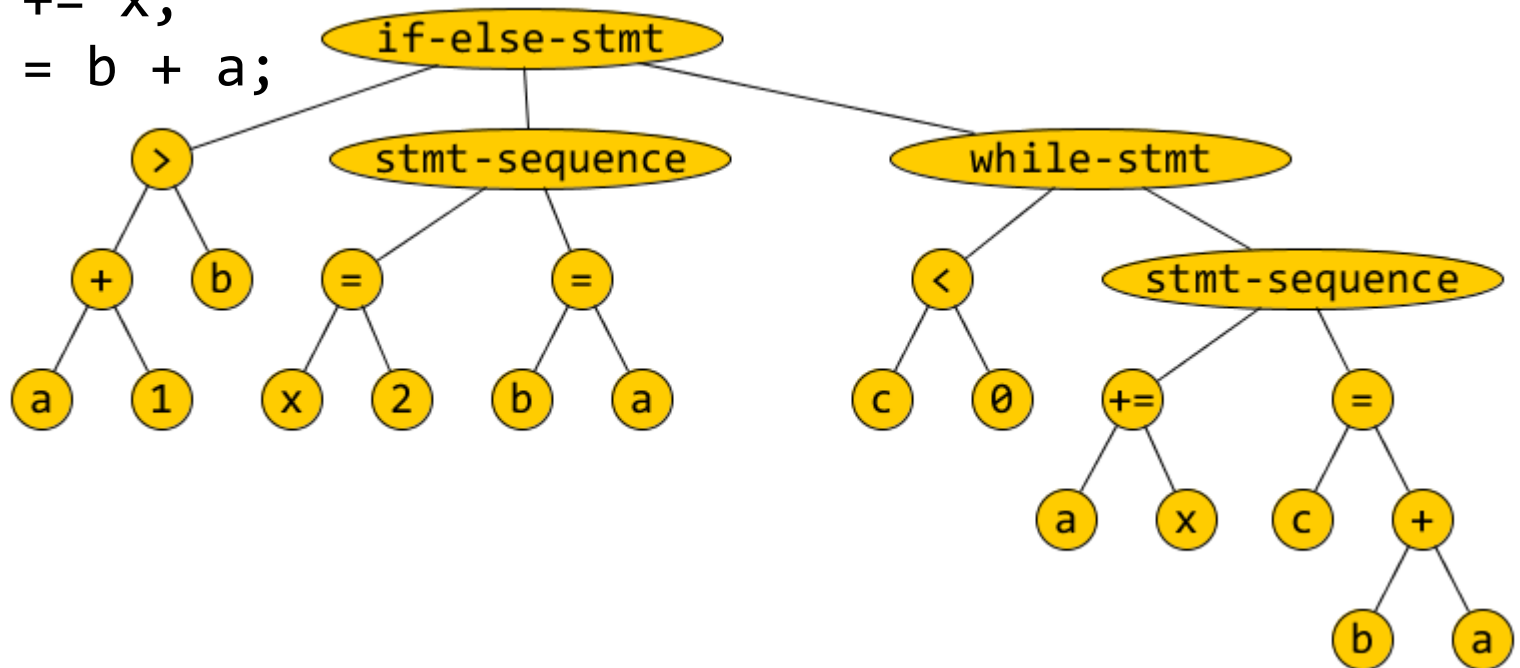 += x;
= b + a;
if-else-stmt
> stmt-sequence while-stmt
+ b = = < stmt-sequence
a 1 x 2 b a c 0 += =
a x c +
b a